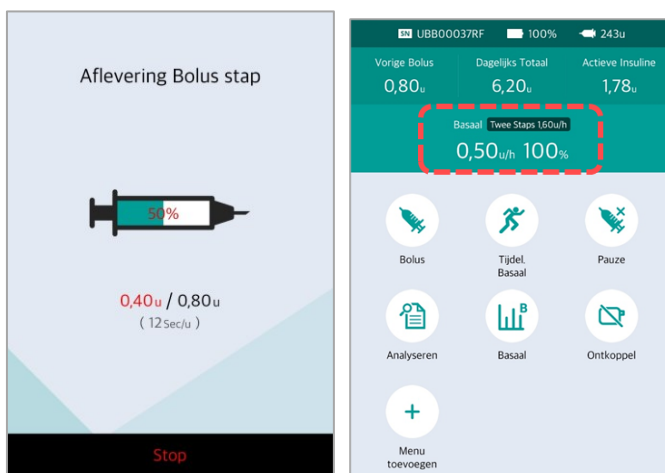 Aflevering Bolus stap
50%
0,40u / 0,80u
( 12Sec/u )
Stop
SN UBB00037RF 100% 243u
Vorige Bolus Dagelijks Totaal Actieve Insuline
0,80u 6,20u 1,78u
Basaal Twee Staps 1,60u/h
0,50u/h 100%
Bolus Tijdel. Basaal Pauze
B
Analyseren Basaal Ontkoppel
Menu
toevoegen